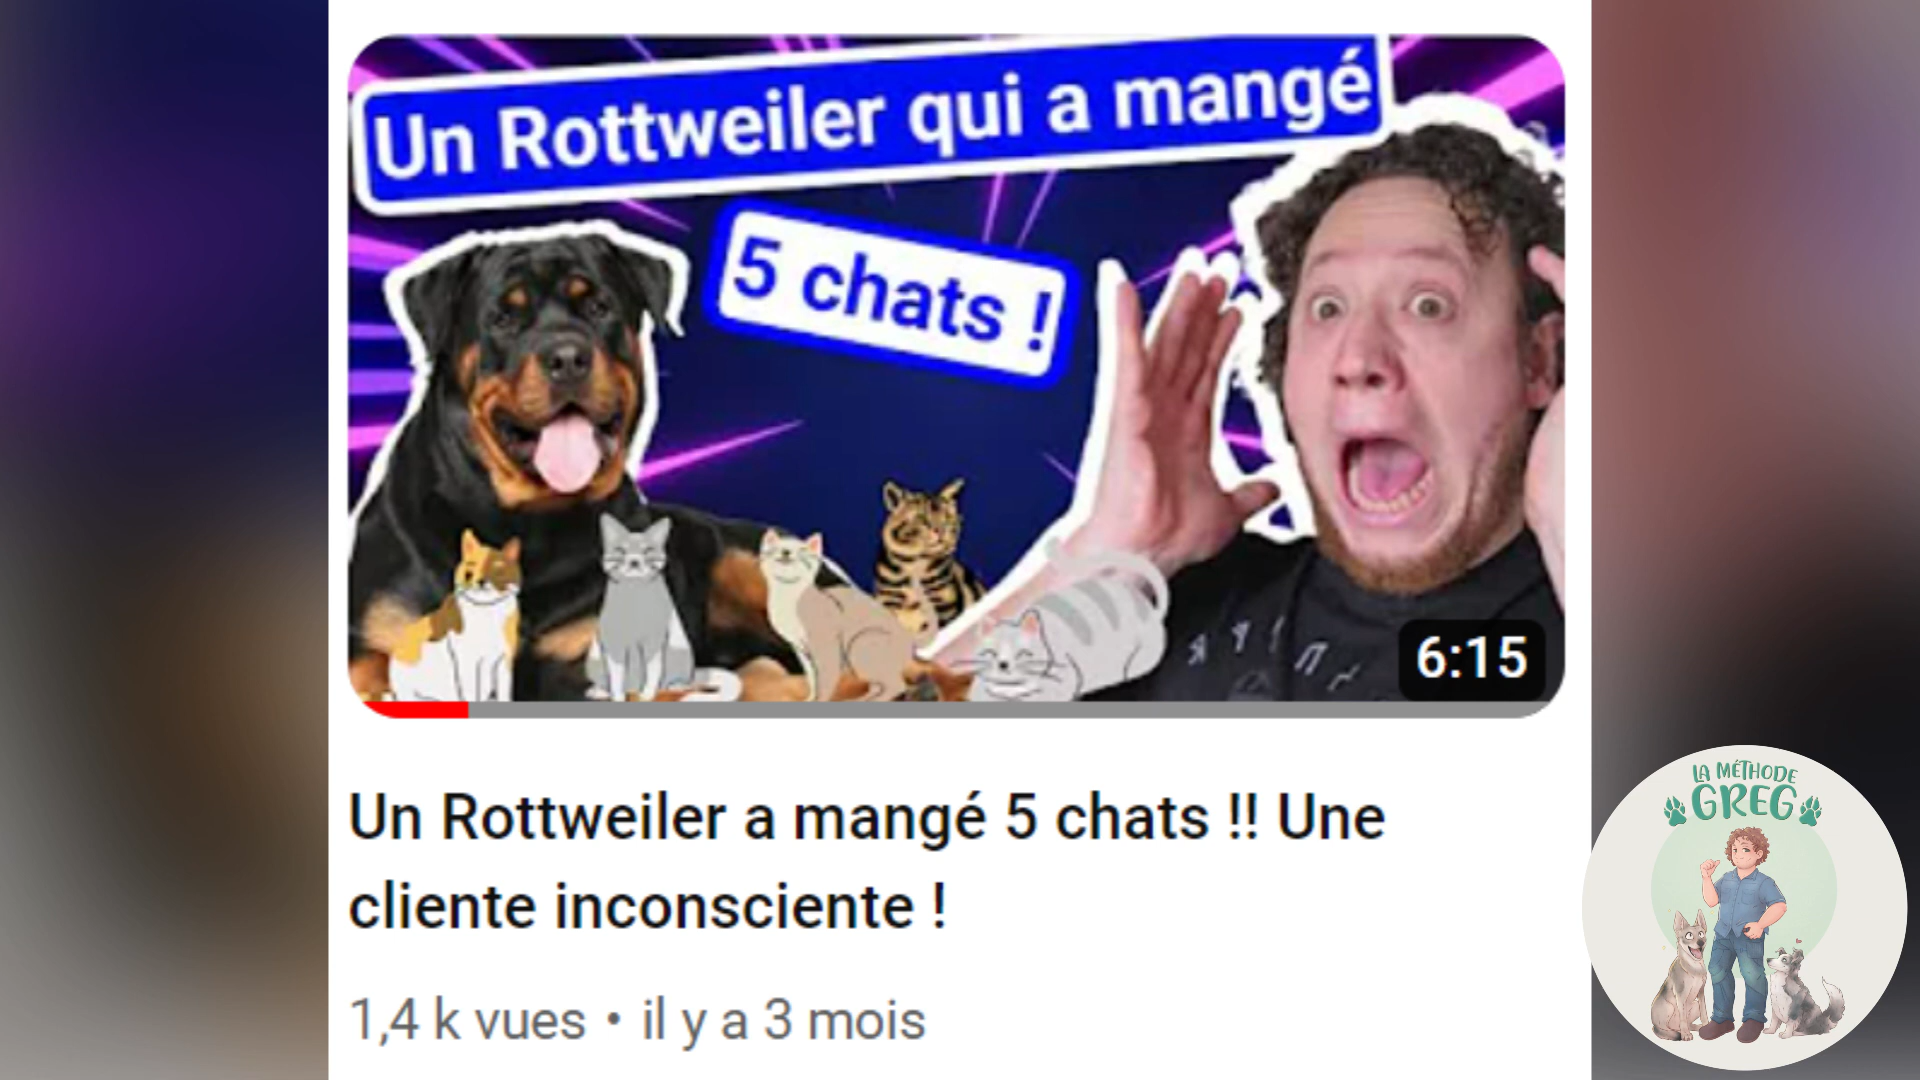 Un Rottweiler qui a mangé
5 chats !
6:15
Un Rottweiler a mangé 5 chats !! Une
cliente inconsciente !
1,4 k vues • il y a 3 mois
LA MÉTHODE
GREG